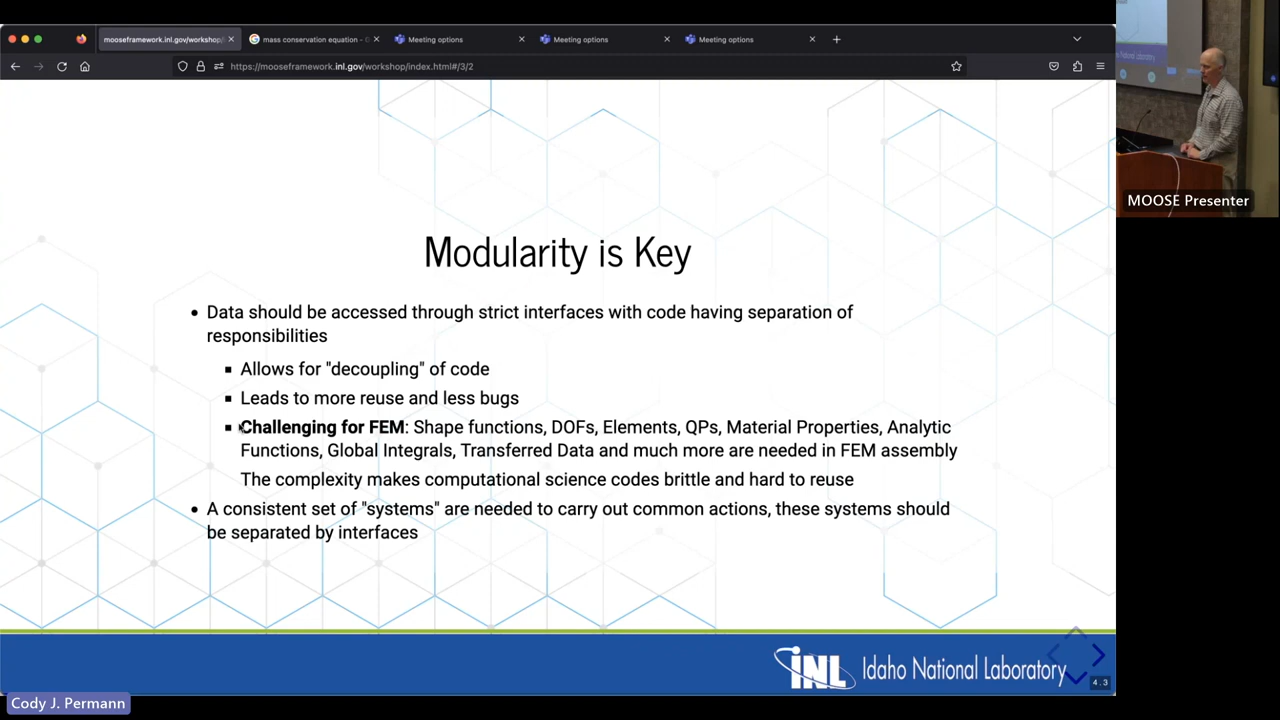 mooseframework.inl.gov/workshop/
mass conservation equation - G
Meeting options
Meeting options
Meeting options
https://mooseframework.inl.gov/workshop/index.html#/3/2
MOOSE Presenter
Modularity is Key
Data should be accessed through strict interfaces with code having separation of
responsibilities
Allows for "decoupling" of code
Leads to more reuse and less bugs
Challenging for FEM: Shape functions, DOFs, Elements, QPs, Material Properties, Analytic
Functions, Global Integrals, Transferred Data and much more are needed in FEM assembly
The complexity makes computational science codes brittle and hard to reuse
A consistent set of "systems" are needed to carry out common actions, these systems should
be separated by interfaces
INL Idaho National Laboratory
4.3
Cody J. Permann